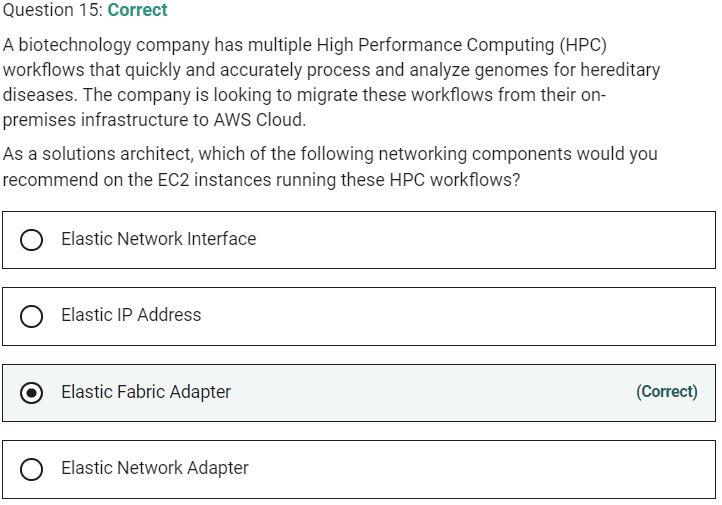 Question 15: Correct
A biotechnology company has multiple High Performance Computing (HPC)
workflows that quickly and accurately process and analyze genomes for hereditary
diseases. The company is looking to migrate these workflows from their on-
premises infrastructure to AWS Cloud.
As a solutions architect, which of the following networking components would you
recommend on the EC2 instances running these HPC workflows?
Elastic Network Interface
Elastic IP Address
Elastic Fabric Adapter (Correct)
Elastic Network Adapter